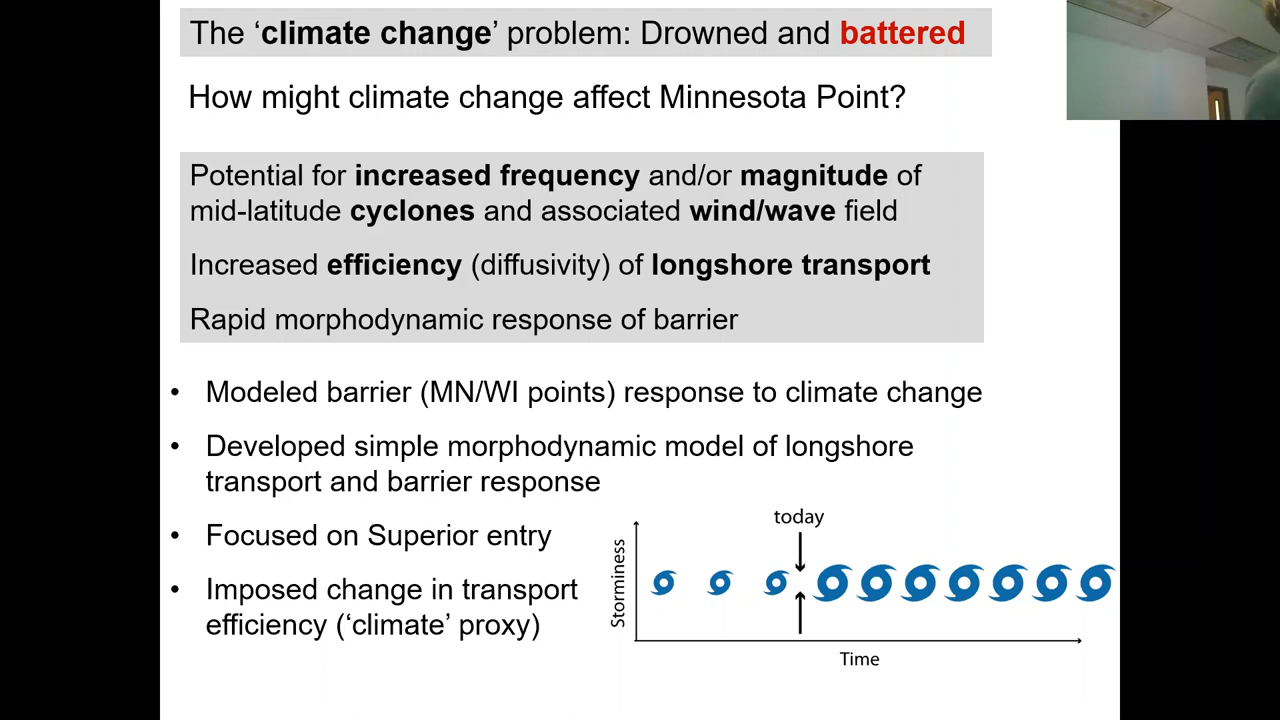 The ‘climate change’ problem: Drowned and battered
How might climate change affect Minnesota Point?
Potential for increased frequency and/or magnitude of
mid-latitude cyclones and associated wind/wave field
Increased efficiency (diffusivity) of longshore transport
Rapid morphodynamic response of barrier
• Modeled barrier (MN/WI points) response to climate change
• Developed simple morphodynamic model of longshore
transport and barrier response
• Focused on Superior entry
• Imposed change in transport
efficiency (‘climate’ proxy)
today
Storminess
Time